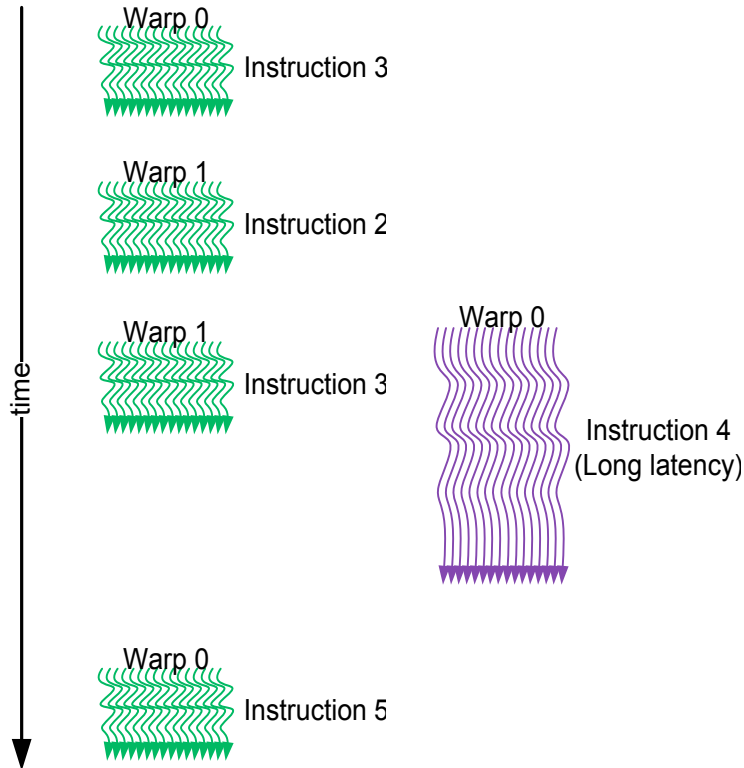 time
Warp 0
Instruction 3
Warp 1
Instruction 2
Warp 1
Instruction 3
Warp 0
Instruction 4
(Long latency)
Warp 0
Instruction 5